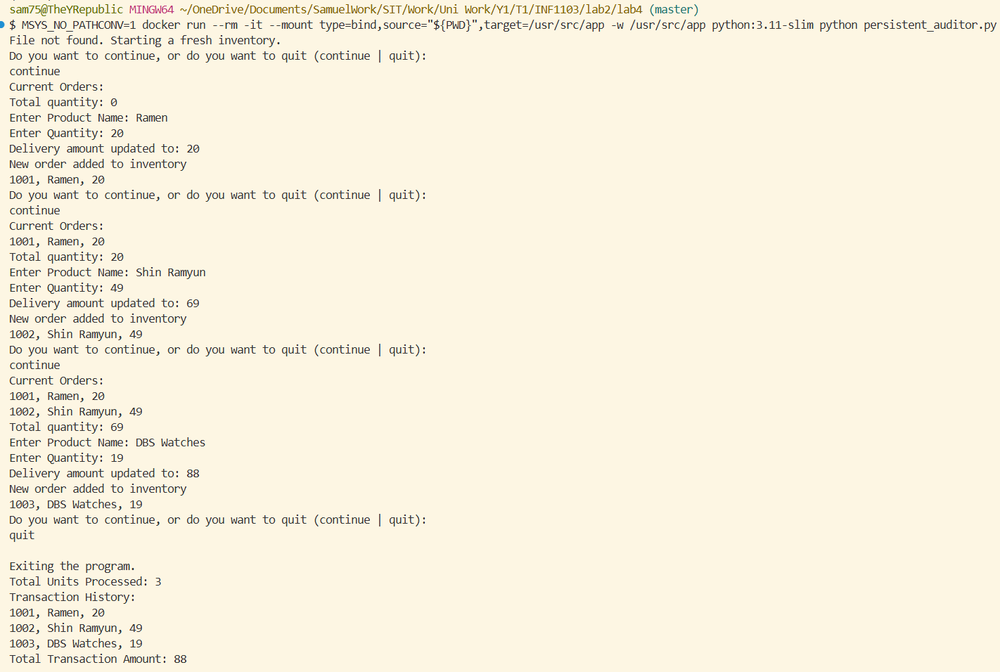 sam75@TheYRepublic MINGW64 ~/OneDrive/Documents/SamuelWork/SIT/Work/Uni Work/Y1/T1/INF1103/lab2/lab4 (master)
$ MSYS_NO_PATHCONV=1 docker run --rm -it --mount type=bind,source="${PWD}",target=/usr/src/app -w /usr/src/app python:3.11-slim python persistent_auditor.py
File not found. Starting a fresh inventory.
Do you want to continue, or do you want to quit (continue | quit):
continue
Current Orders:
Total quantity: 0
Enter Product Name: Ramen
Enter Quantity: 20
Delivery amount updated to: 20
New order added to inventory
1001, Ramen, 20
Do you want to continue, or do you want to quit (continue | quit):
continue
Current Orders:
1001, Ramen, 20
Total quantity: 20
Enter Product Name: Shin Ramyun
Enter Quantity: 49
Delivery amount updated to: 69
New order added to inventory
1002, Shin Ramyun, 49
Do you want to continue, or do you want to quit (continue | quit):
continue
Current Orders:
1001, Ramen, 20
1002, Shin Ramyun, 49
Total quantity: 69
Enter Product Name: DBS Watches
Enter Quantity: 19
Delivery amount updated to: 88
New order added to inventory
1003, DBS Watches, 19
Do you want to continue, or do you want to quit (continue | quit):
quit

Exiting the program.
Total Units Processed: 3
Transaction History:
1001, Ramen, 20
1002, Shin Ramyun, 49
1003, DBS Watches, 19
Total Transaction Amount: 88